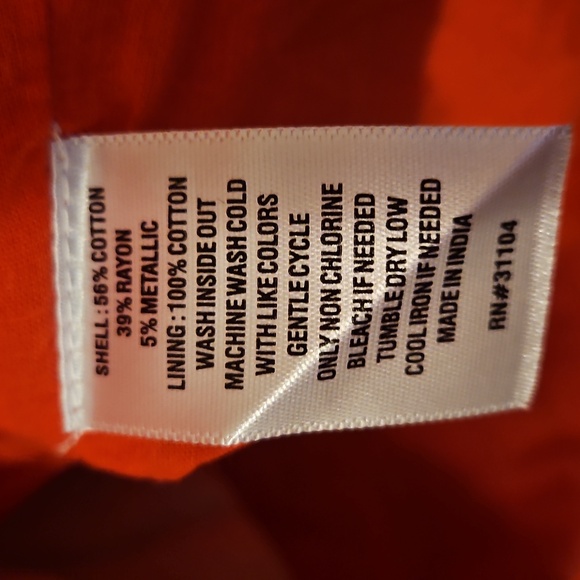 SHELL : 56% COTTON
39% RAYON
5% METALLIC
LINING : 100% COTTON
WASH INSIDE OUT
MACHINE WASH COLD
WITH LIKE COLORS
GENTLE CYCLE
ONLY NON CHLORINE
BLEACH IF NEEDED
TUMBLE DRY LOW
COOL IRON IF NEEDED
MADE IN INDIA
RN#31104